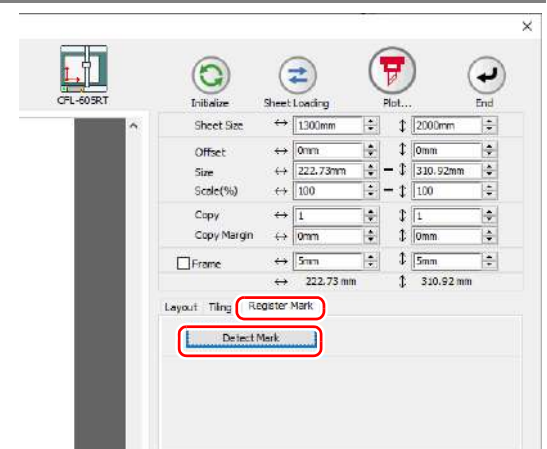 CFL-605RT
Initialize Sheet Loading Plot... End
Sheet Size 1300mm 2000mm
Offset 0mm 0mm
Size 222.73mm 310.92mm
Scale(%) 100 100
Copy 1 1
Copy Margin 0mm 0mm
Frame 5mm 5mm
222.73 mm 310.92 mm
Layout Tiling Register Mark
Detect Mark